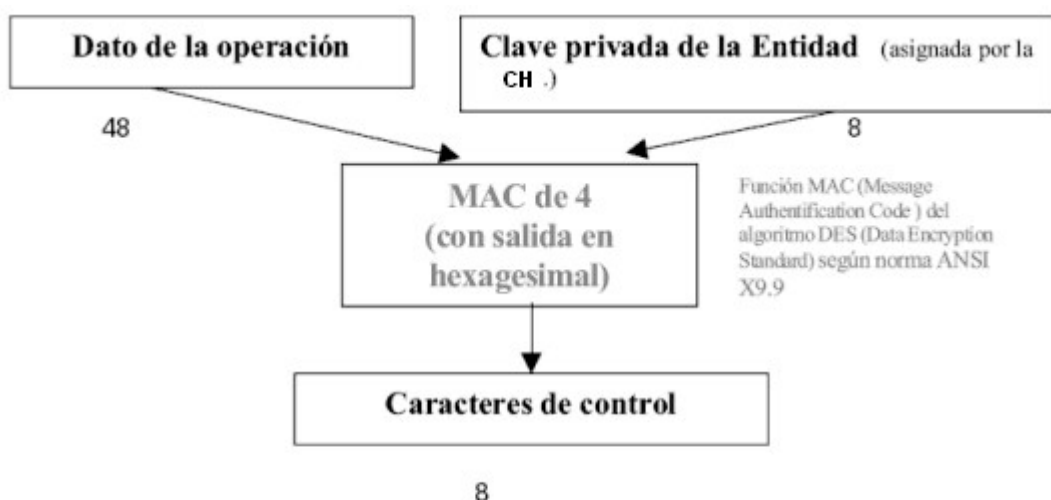 Dato de la operación
Clave privada de la Entidad (asignada por la
CH .)
48
8
MAC de 4
(con salida en
hexagesimal)
Función MAC (Message
Authentification Code ) del
algoritmo DES (Data Encryption
Standard) según norma ANSI
X9.9
Caracteres de control
8